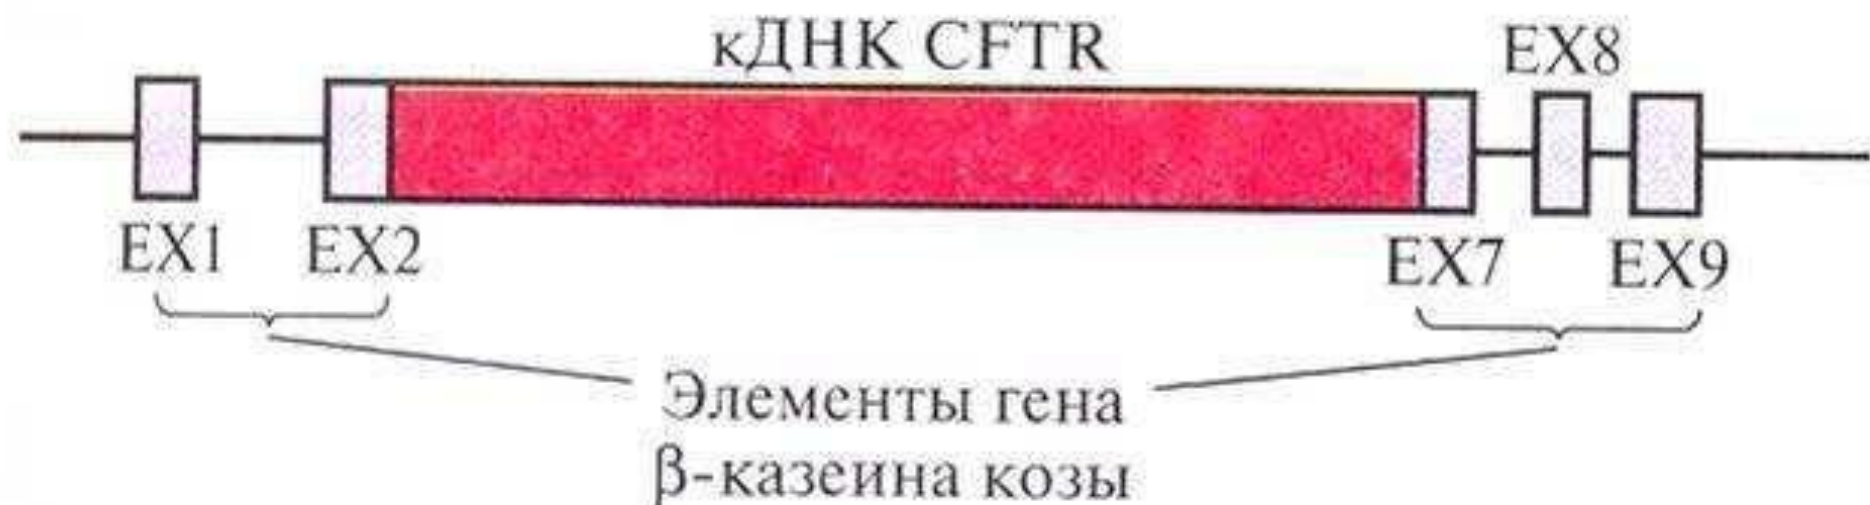 кДНК CFTR
EX8
EX1 EX2 EX7 EX9
Элементы гена
β-казеина козы